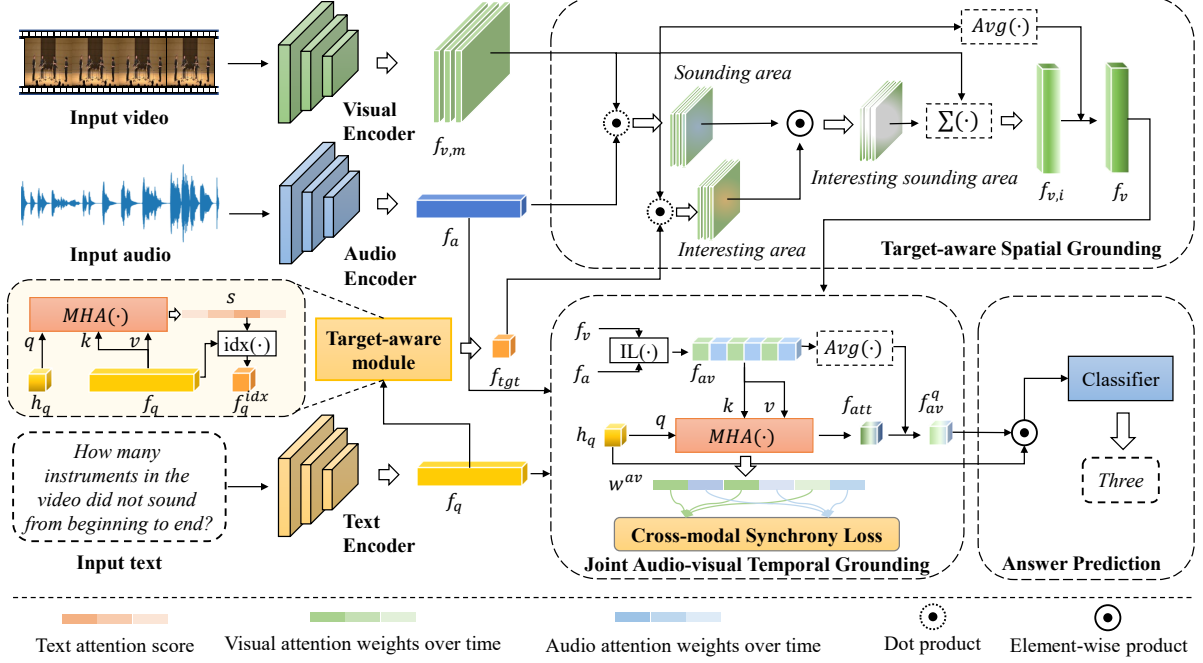 Input video
Visual
Encoder
f_{v,m}
Sounding area
Avg(·)
Σ(·)
Interesting sounding area
f_{v,i}
f_v
Interesting area
Target-aware Spatial Grounding
Input audio
Audio
Encoder
f_a
MHA(·)
s
q
k
v
idx(·)
h_q
f_q
f_q^{idx}
Target-aware
module
f_{tgt}
How many
instruments in the
video did not sound
from beginning to end?
Input text
Text
Encoder
f_q
f_v
f_a
IL(·)
f_{av}
Avg(·)
k
v
h_q
q
MHA(·)
f_{att}
f_{av}^q
w^{av}
Cross-modal Synchrony Loss
Joint Audio-visual Temporal Grounding
Classifier
Three
Answer Prediction
Text attention score
Visual attention weights over time
Audio attention weights over time
Dot product
Element-wise product